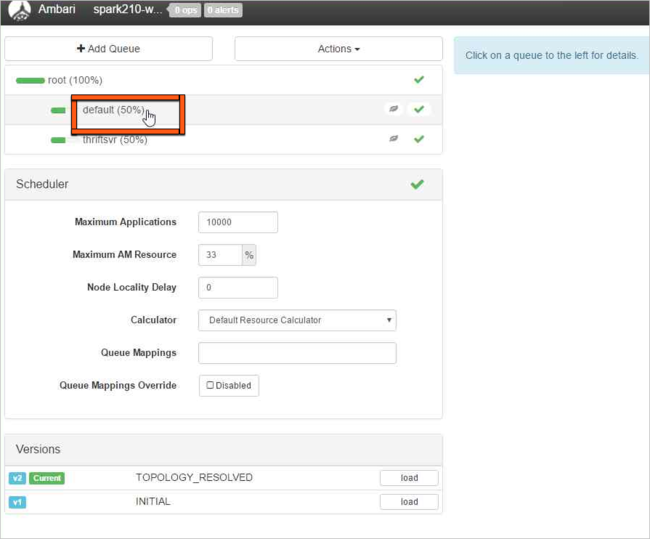 Ambari spark210-w... 0 ops 0 alerts
Add Queue Actions
Click on a queue to the left for details.
root (100%)
default (50%)
thriftsvr (50%)
Scheduler
Maximum Applications 10000
Maximum AM Resource 33 %
Node Locality Delay 0
Calculator Default Resource Calculator
Queue Mappings
Queue Mappings Override Disabled
Versions
v2 Current TOPOLOGY_RESOLVED load
v1 INITIAL load